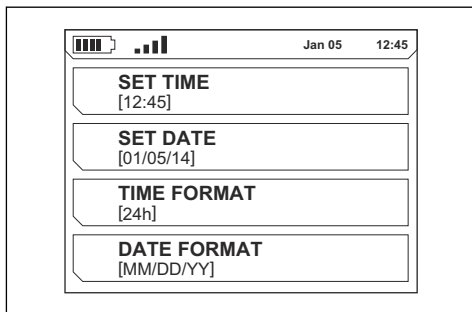 Jan 05 12:45
SET TIME
[12:45]
SET DATE
[01/05/14]
TIME FORMAT
[24h]
DATE FORMAT
[MM/DD/YY]